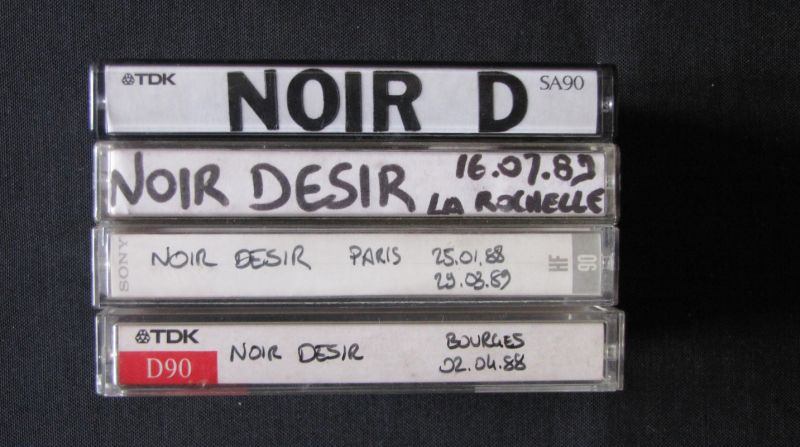 TDK NOIR D SA90
NOIR DESIR 16.07.89
LA ROCHELLE
SONY NOIR DESIR PARIS 25.01.88 HF 90
29.08.89
TDK
D90 NOIR DESIR BOURGES
02.04.88